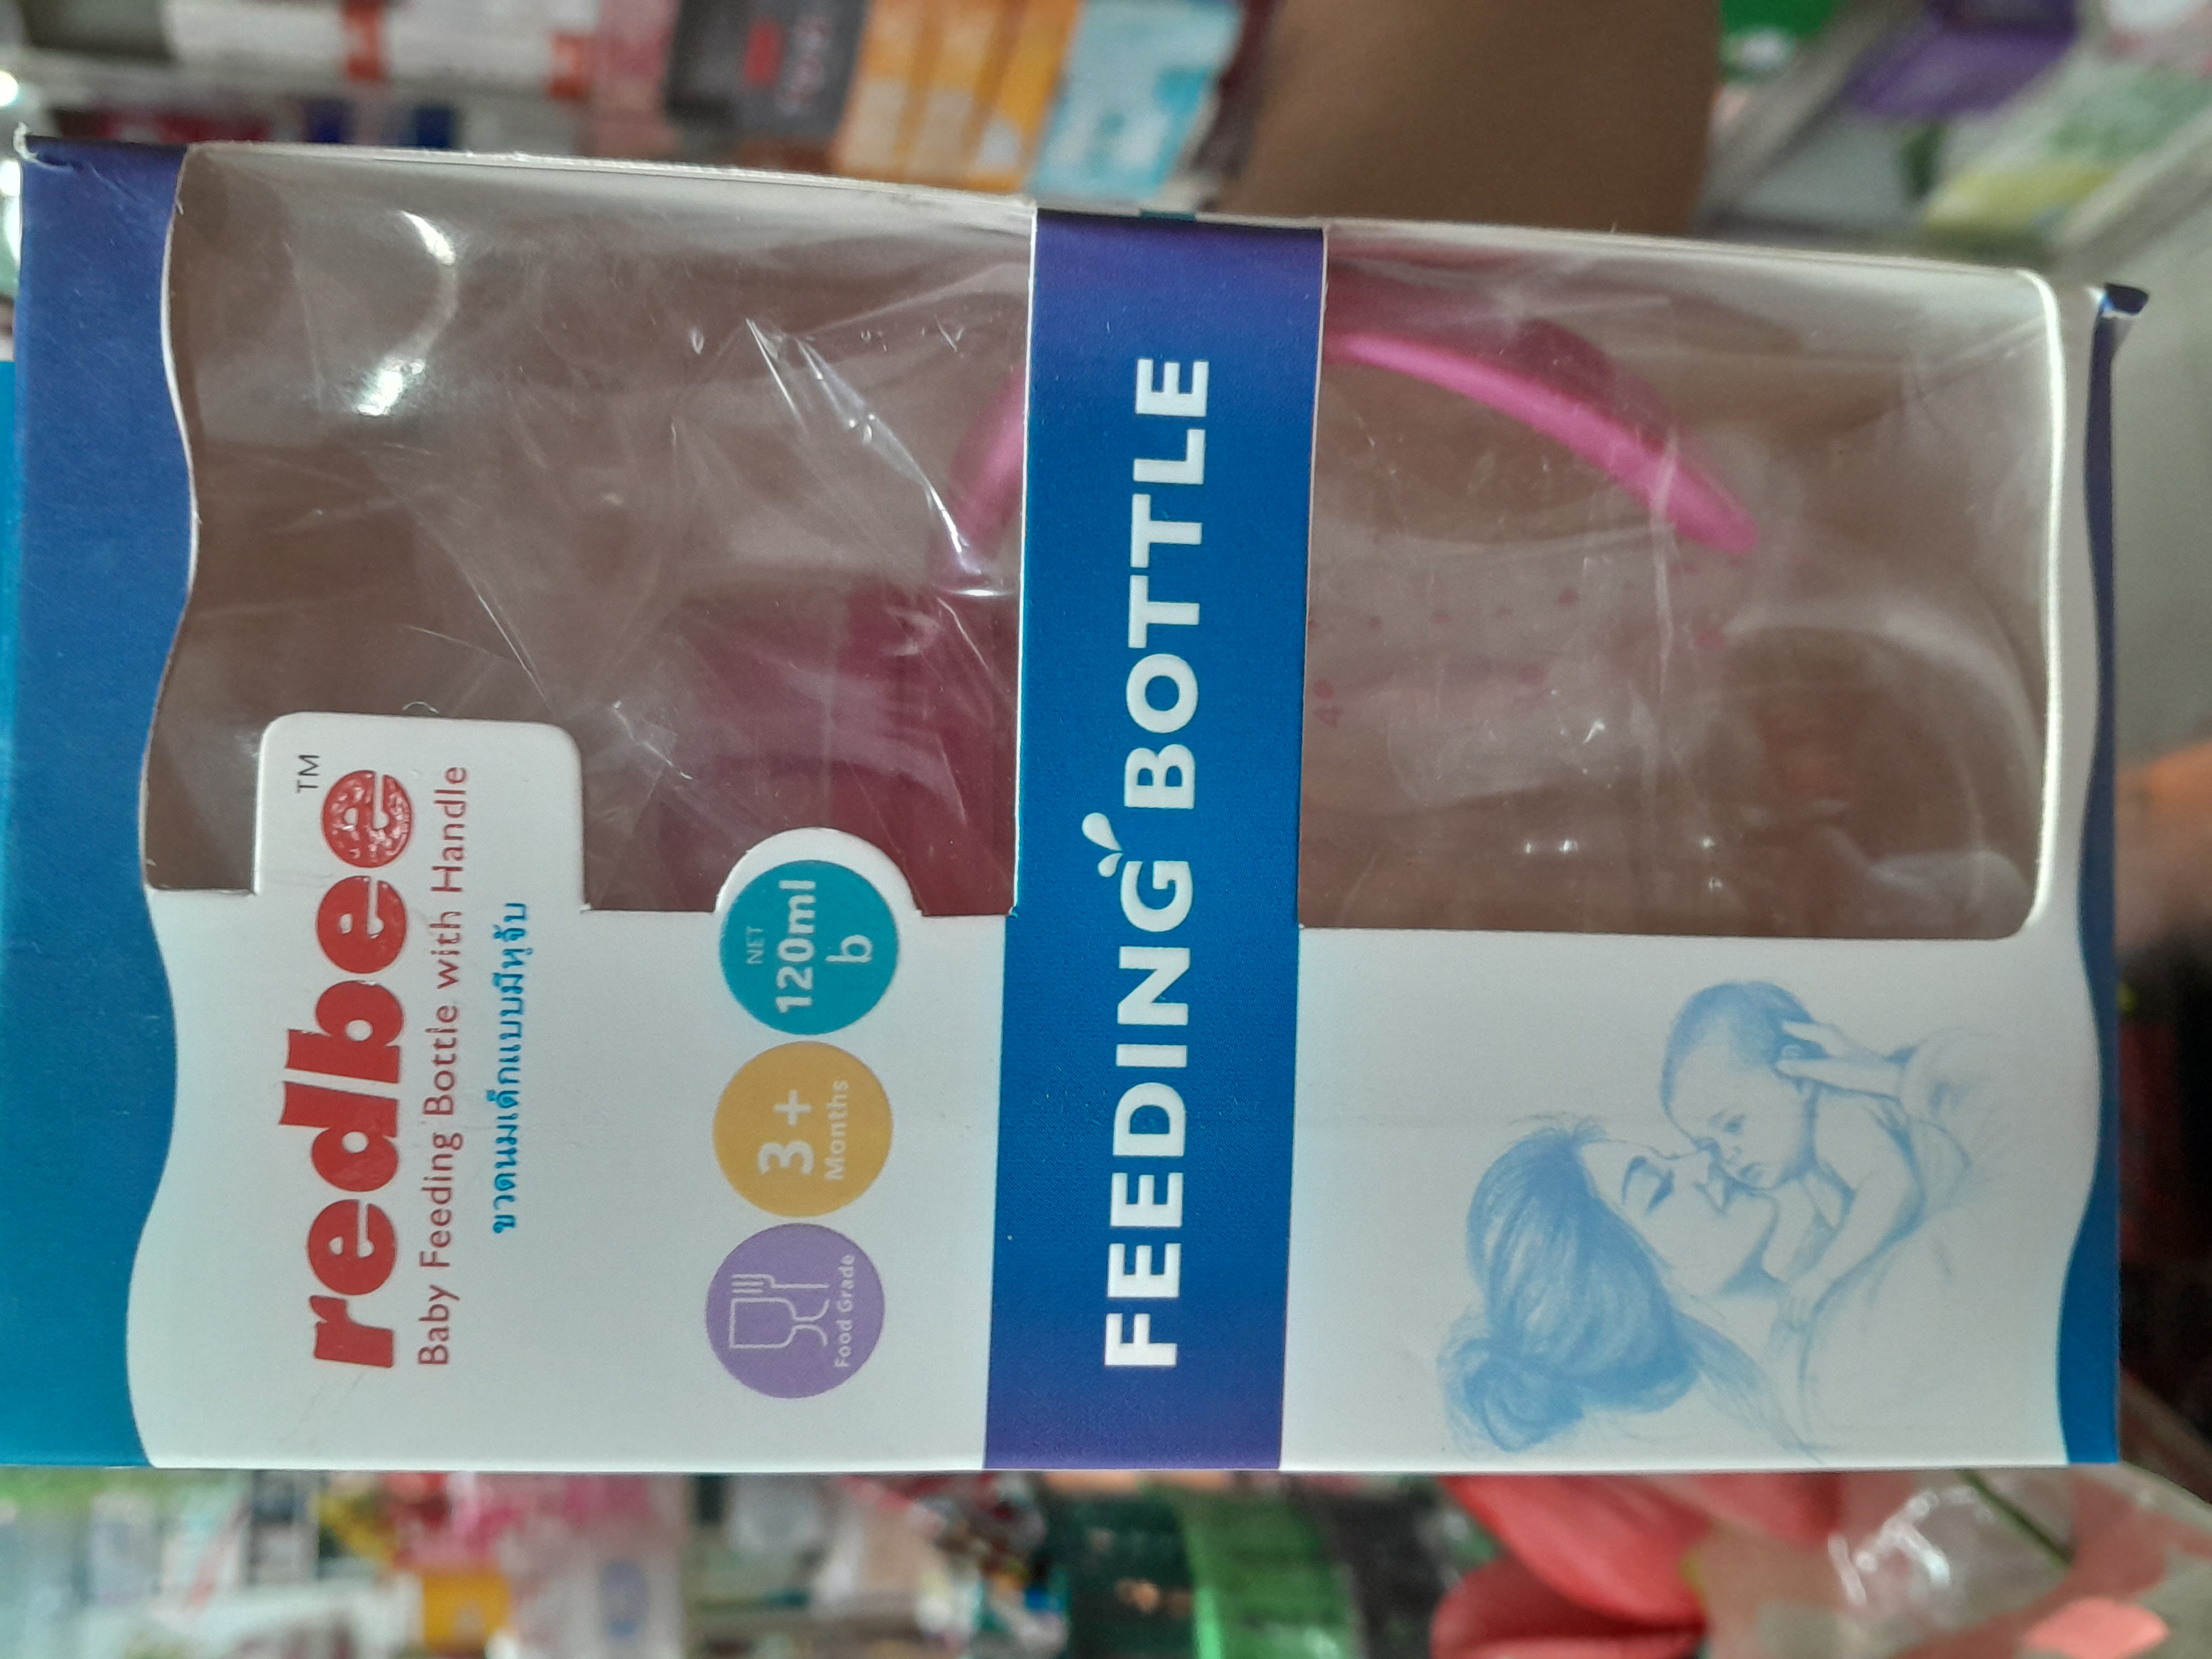 redbee™
Baby Feeding Bottle with Handle
ขวดนมเด็กแบบมีหูจับ
Food Grade
3+
Months
NET
120ml
b
FEEDING BOTTLE